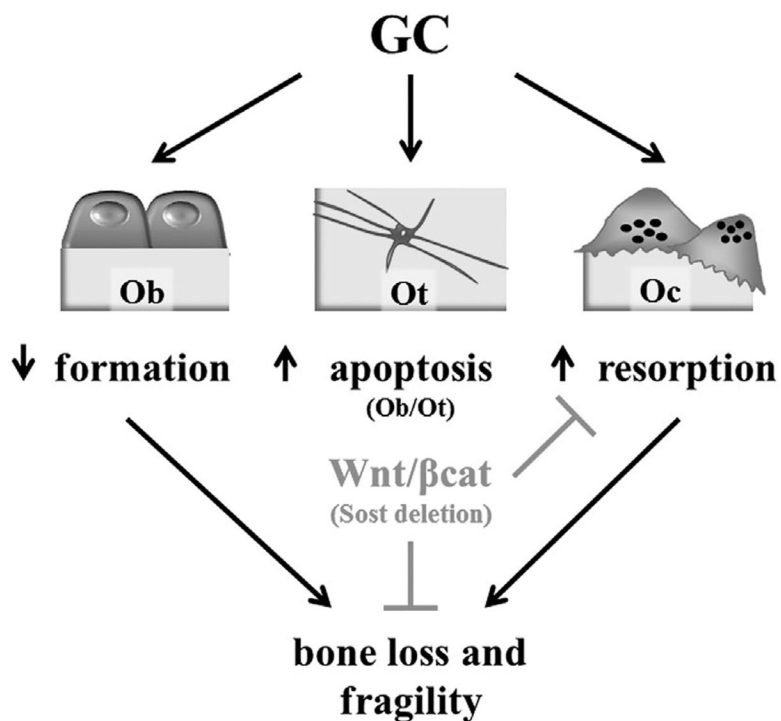 GC
Ob
Ot
Oc
↓ formation
↑ apoptosis
(Ob/Ot)
↑ resorption
Wnt/βcat
(Sost deletion)
bone loss and
fragility